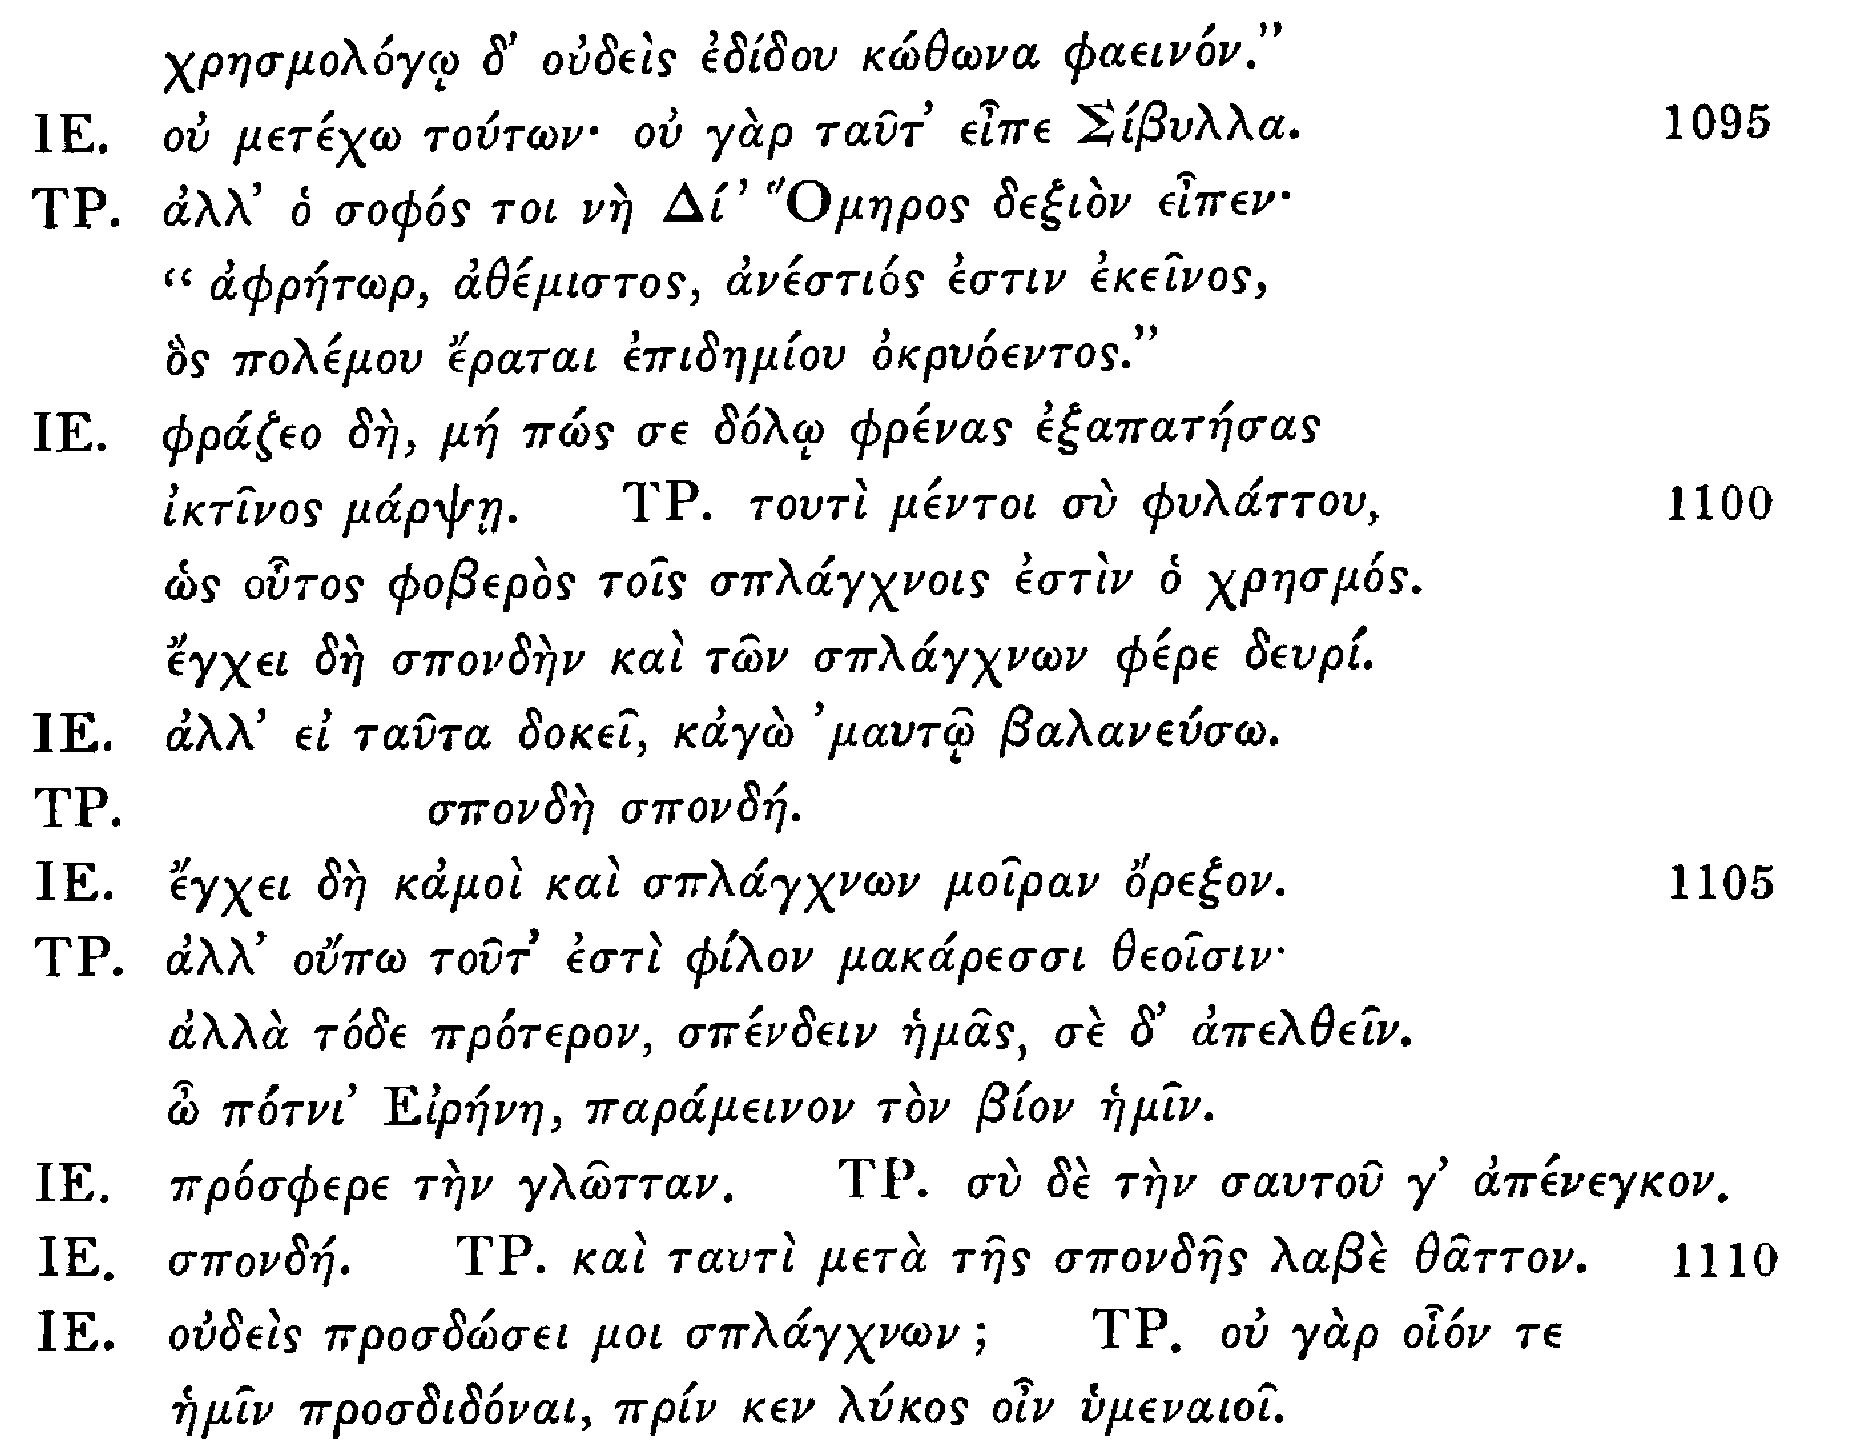 χρησμολόγῳ δ' οὐδεὶς ἐδίδου κώθωνα φαεινόν.”
ΙΕ. οὐ μετέχω τούτων· οὐ γὰρ ταῦτ' εἶπε Σίβυλλα. 1095
ΤΡ. ἀλλ' ὁ σοφός τοι νὴ Δί' Ὅμηρος δεξιὸν εἶπεν·
“ ἀφρήτωρ, ἀθέμιστος, ἀνέστιός ἐστιν ἐκεῖνος,
ὃς πολέμου ἔραται ἐπιδημίου ὀκρυόεντος.”
ΙΕ. φράζεο δὴ, μή πώς σε δόλῳ φρένας ἐξαπατήσας
ἰκτῖνος μάρψῃ. ΤΡ. τουτὶ μέντοι σὺ φυλάττου, 1100
ὡς οὗτος φοβερὸς τοῖς σπλάγχνοις ἐστὶν ὁ χρησμός.
ἔγχει δὴ σπονδὴν καὶ τῶν σπλάγχνων φέρε δευρί.
ΙΕ. ἀλλ' εἰ ταῦτα δοκεῖ, κἀγὼ 'μαυτῷ βαλανεύσω.
ΤΡ. σπονδὴ σπονδή.
ΙΕ. ἔγχει δὴ κἀμοὶ καὶ σπλάγχνων μοῖραν ὄρεξον. 1105
ΤΡ. ἀλλ' οὔπω τοῦτ' ἐστὶ φίλον μακάρεσσι θεοῖσιν·
ἀλλὰ τόδε πρότερον, σπένδειν ἡμᾶς, σὲ δ' ἀπελθεῖν.
ὦ πότνι' Εἰρήνη, παράμεινον τὸν βίον ἡμῖν.
ΙΕ. πρόσφερε τὴν γλῶτταν. ΤΡ. σὺ δὲ τὴν σαυτοῦ γ' ἀπένεγκον.
ΙΕ. σπονδή. ΤΡ. καὶ ταυτὶ μετὰ τῆς σπονδῆς λαβὲ θᾶττον. 1110
ΙΕ. οὐδεὶς προσδώσει μοι σπλάγχνων ; ΤΡ. οὐ γὰρ οἷόν τε
ἡμῖν προσδιδόναι, πρίν κεν λύκος οἶν ὑμεναιοῖ.